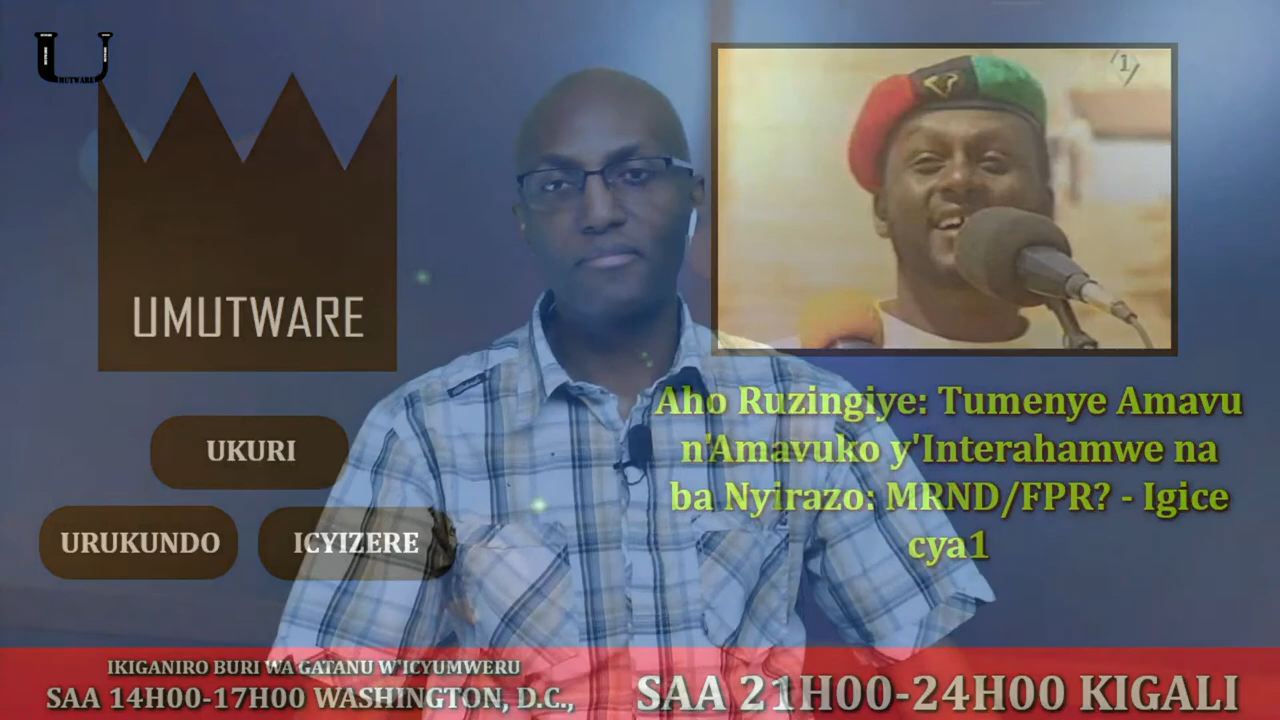 UMUTWARE
UMUTWARE
UKURI
URUKUNDO
ICYIZERE
Aho Ruzingiye: Tumenye Amavu
n'Amavuko y'Interahamwe na
ba Nyirazo: MRND/FPR? - Igice
cya1
IKIGANIRO BURI WA GATANU W'ICYUMWERU
SAA 14H00-17H00 WASHINGTON, D.C.,
SAA 21H00-24H00 KIGALI